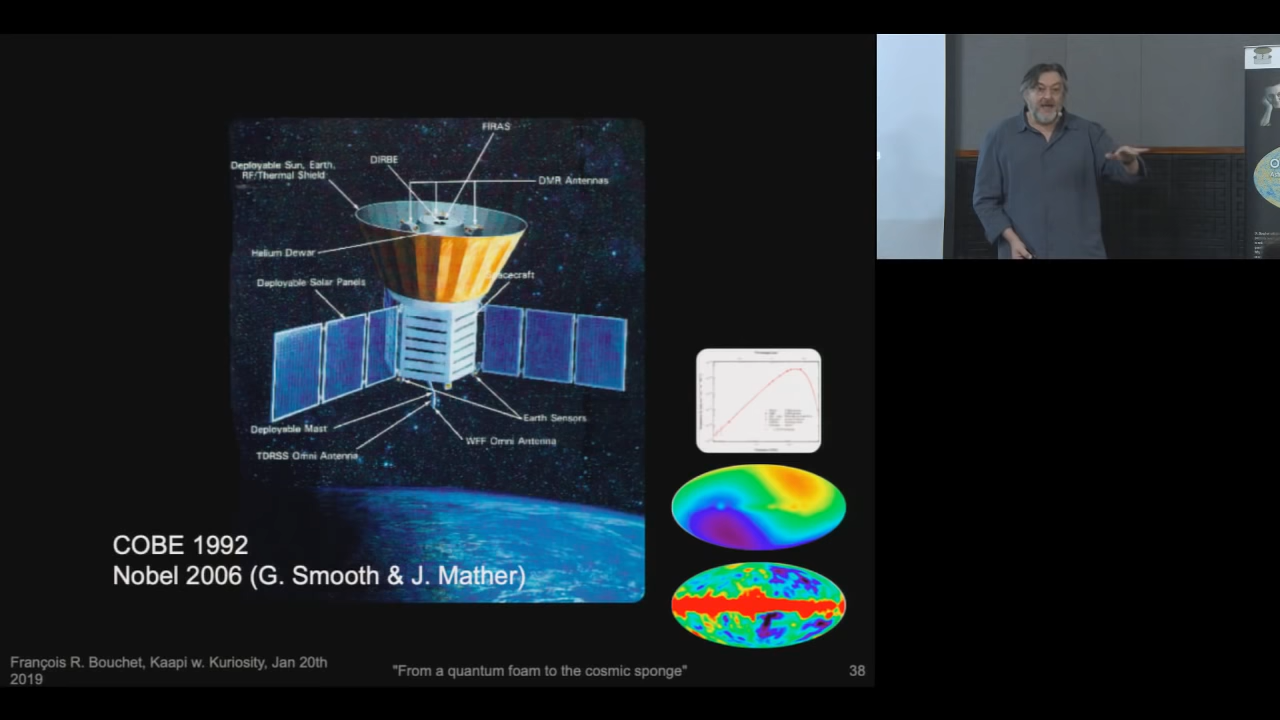 FIRAS
Deployable Sun, Earth,
RF/Thermal Shield
DIRBE
DMR Antennas
Helium Dewar
Spacecraft
Deployable Solar Panels
Earth Sensors
Deployable Mast
WFF Omni Antenna
TDRSS Omni Antenna
COBE 1992
Nobel 2006 (G. Smooth & J. Mather)
François R. Bouchet, Kaapi w. Kuriosity, Jan 20th
2019
"From a quantum foam to the cosmic sponge"
38